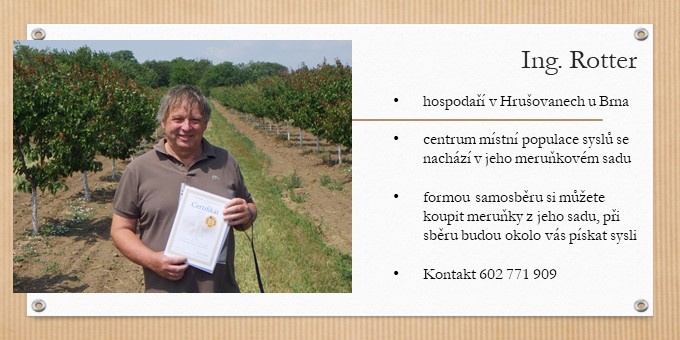 Ing. Rotter
• hospodaří v Hrušovanech u Brna
• centrum místní populace syslů se
nachází v jeho meruňkovém sadu
• formou samosběru si můžete
koupit meruňky z jeho sadu, při
sběru budou okolo vás pískat sysli
• Kontakt 602 771 909
Certifikát